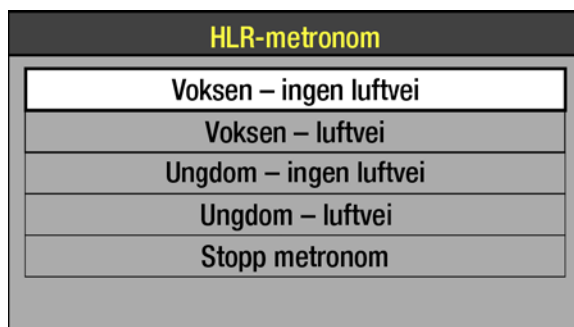 HLR-metronom
Voksen – ingen luftvei
Voksen – luftvei
Ungdom – ingen luftvei
Ungdom – luftvei
Stopp metronom